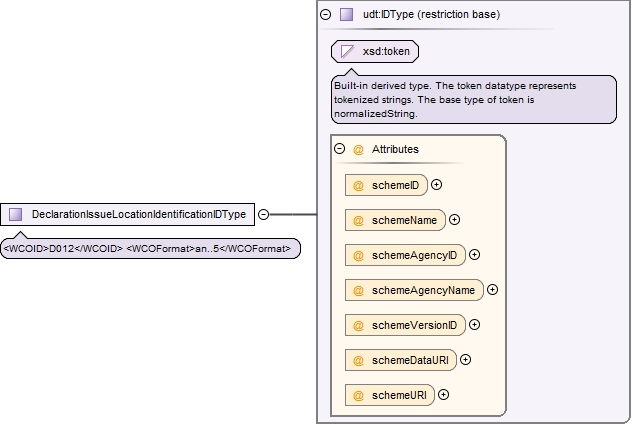 udt:IDType (restriction base)
xsd:token
Built-in derived type. The token datatype represents
tokenized strings. The base type of token is
normalizedString.
@ Attributes
@ schemeID
@ schemeName
@ schemeAgencyID
@ schemeAgencyName
@ schemeVersionID
@ schemeDataURI
@ schemeURI
DeclarationIssueLocationIdentificationIDType
<WCOID>D012</WCOID> <WCOFormat>an..5</WCOFormat>